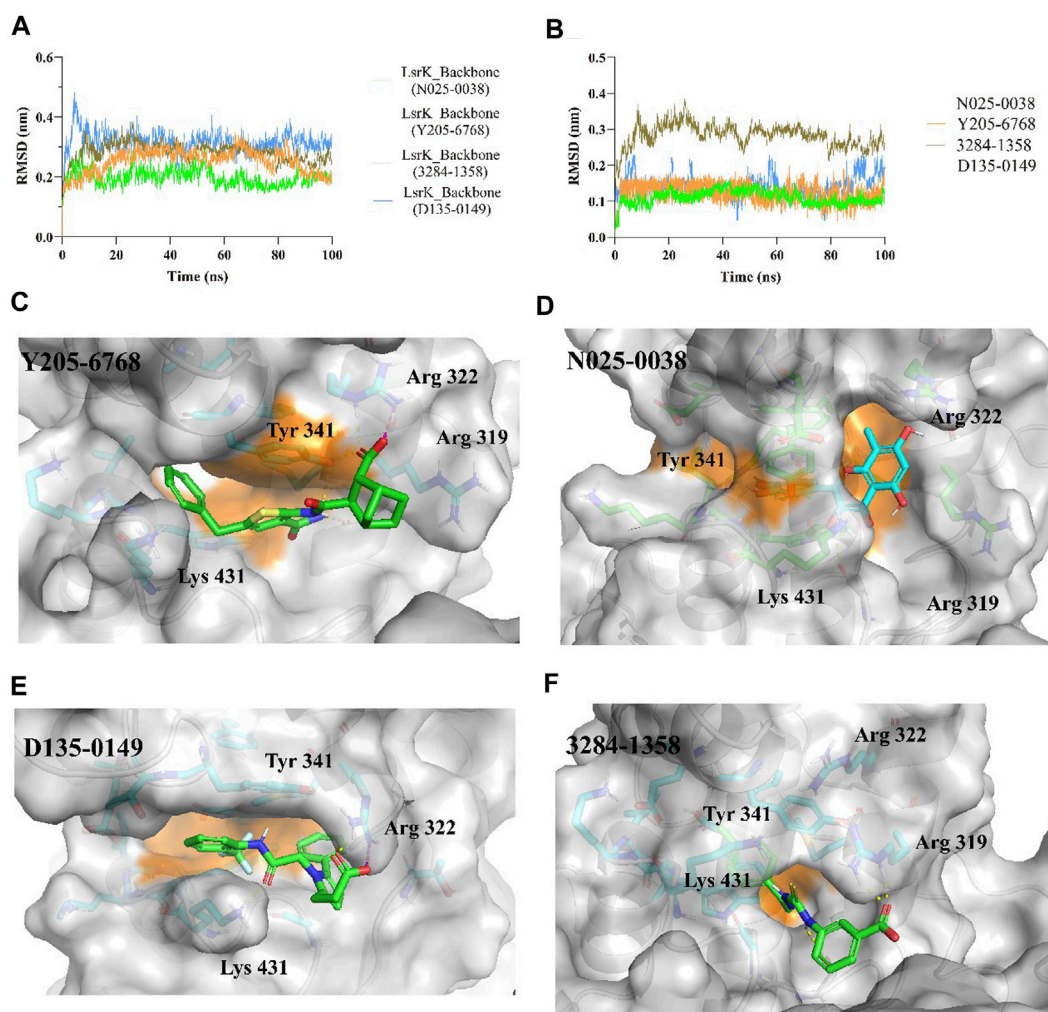 A
0.6
0.4
0.2
0.0
RMSD (nm)
0
20
40
60
80
100
Time (ns)
LsrK_Backbone
(N025-0038)
LsrK_Backbone
(Y205-6768)
LsrK_Backbone
(3284-1358)
LsrK_Backbone
(D135-0149)
B
0.5
0.4
0.3
0.2
0.1
0.0
RMSD (nm)
0
20
40
60
80
100
Time (ns)
N025-0038
Y205-6768
3284-1358
D135-0149
C
Y205-6768
Arg 322
Tyr 341
Arg 319
Lys 431
D
N025-0038
Arg 322
Tyr 341
Lys 431
Arg 319
E
D135-0149
Tyr 341
Arg 322
Lys 431
F
3284-1358
Arg 322
Tyr 341
Arg 319
Lys 431